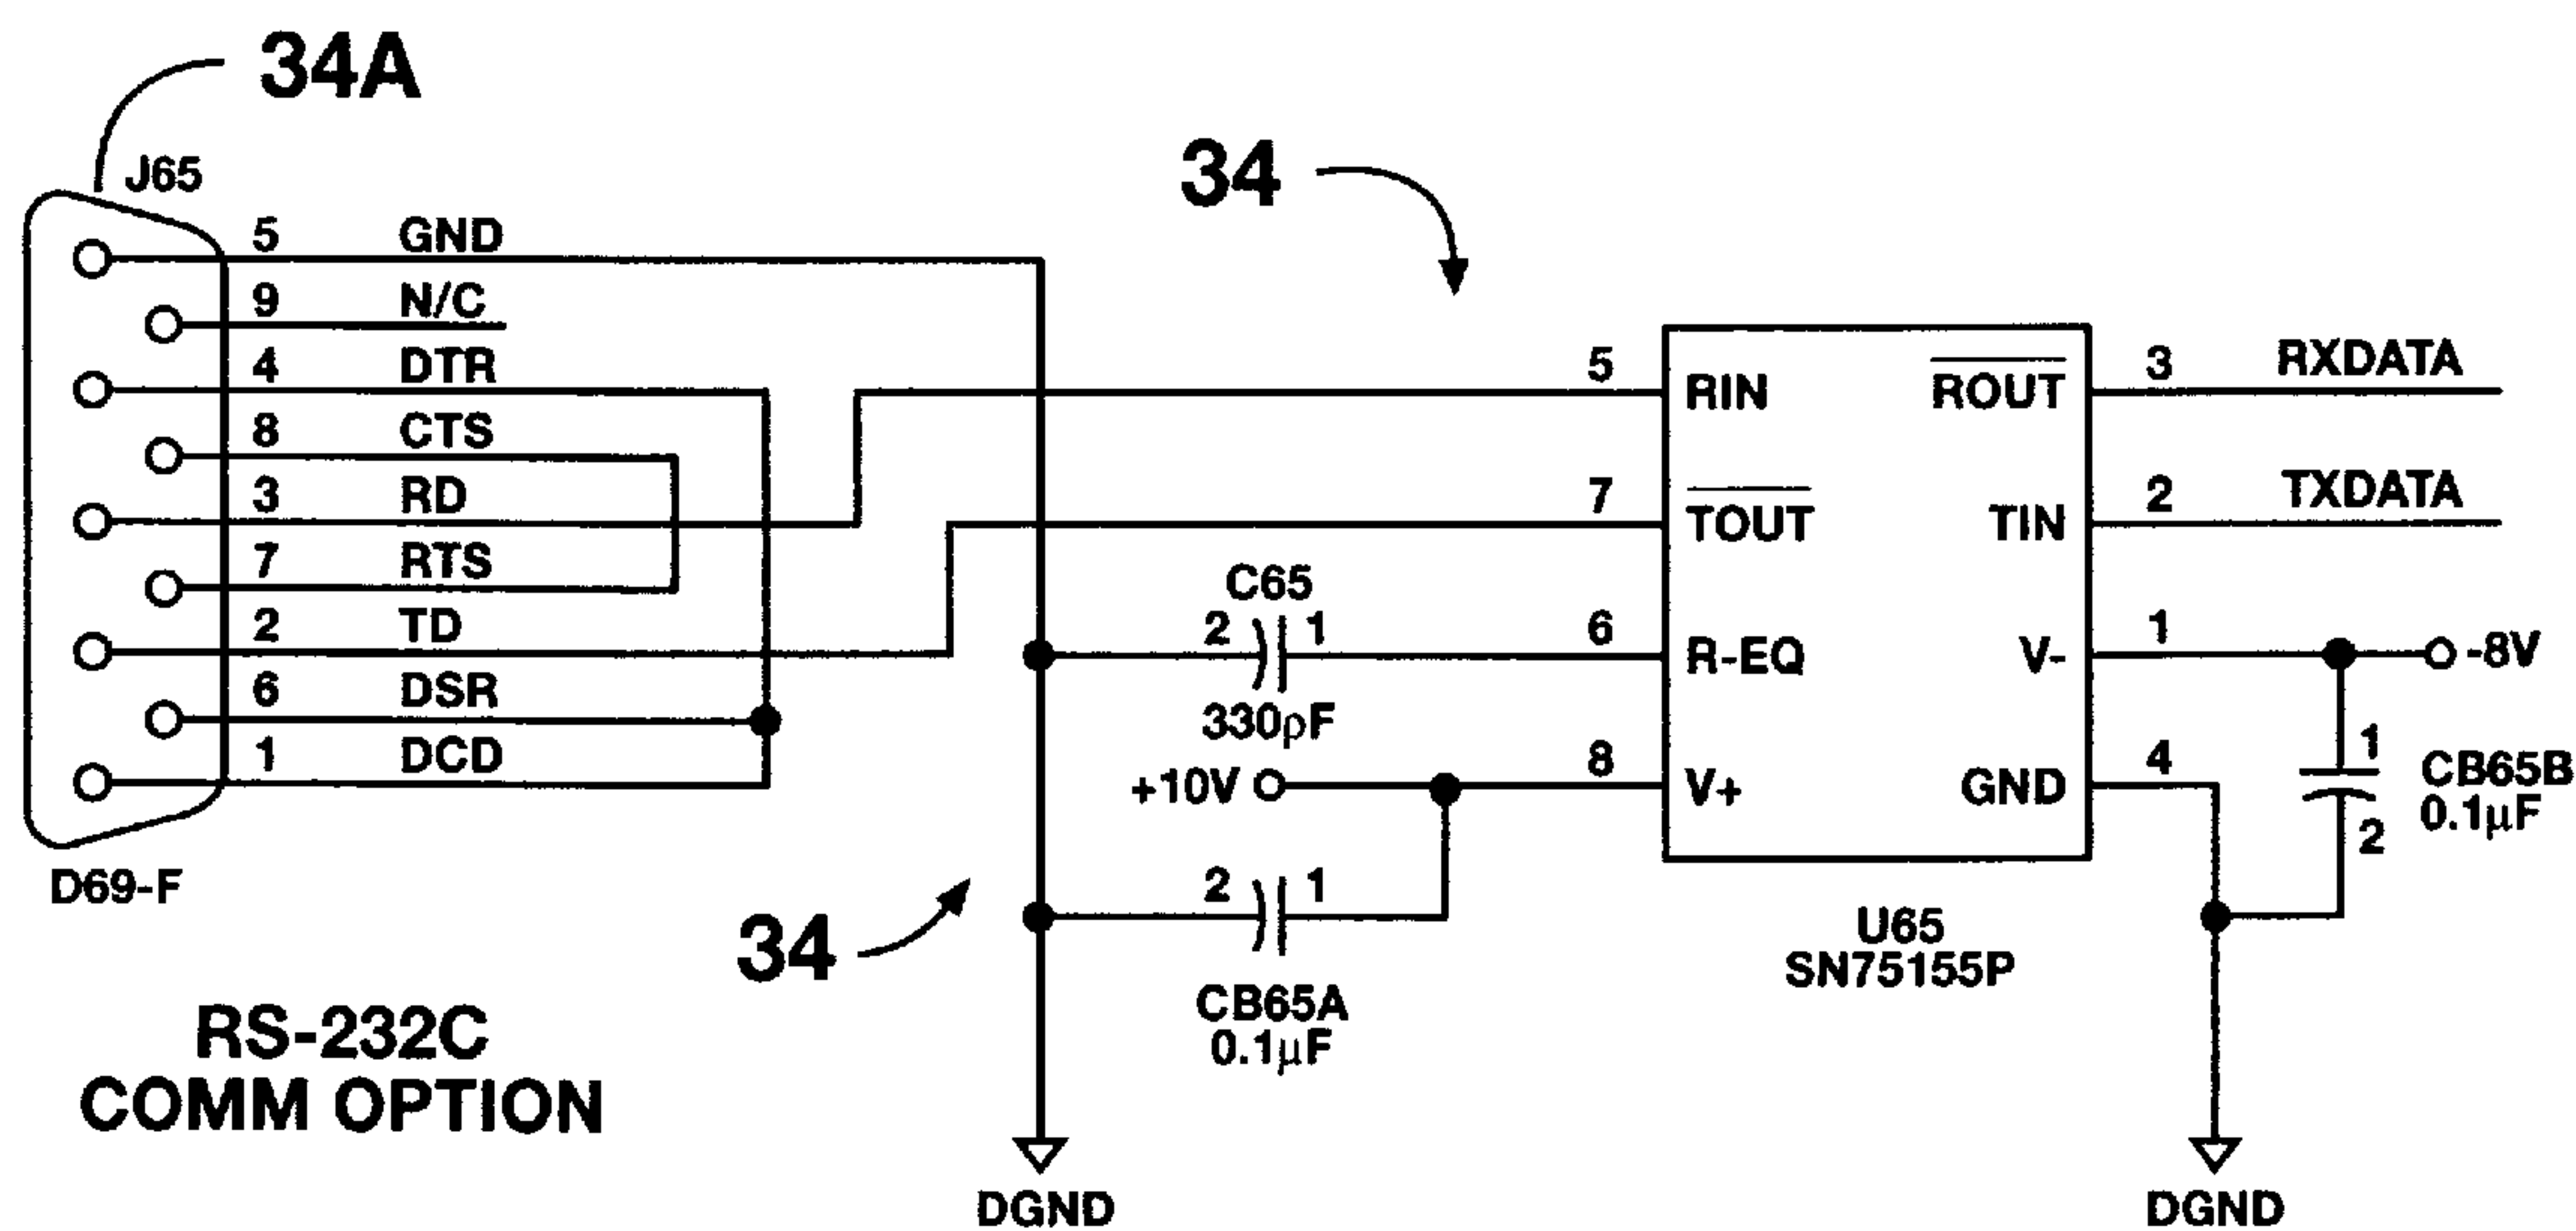 34A
J65
5 GND
9 N/C
4 DTR
8 CTS
3 RD
7 RTS
2 TD
6 DSR
1 DCD
D69-F
34
34
RS-232C
COMM OPTION
C65
2 1
330pF
+10V
2 1
CB65A
0.1µF
DGND
5 RIN
7 TOUT
6 R-EQ
8 V+
ROUT 3 RXDATA
TIN 2 TXDATA
V- 1 -8V
GND 4
U65
SN75155P
1
CB65B
0.1µF
2
DGND